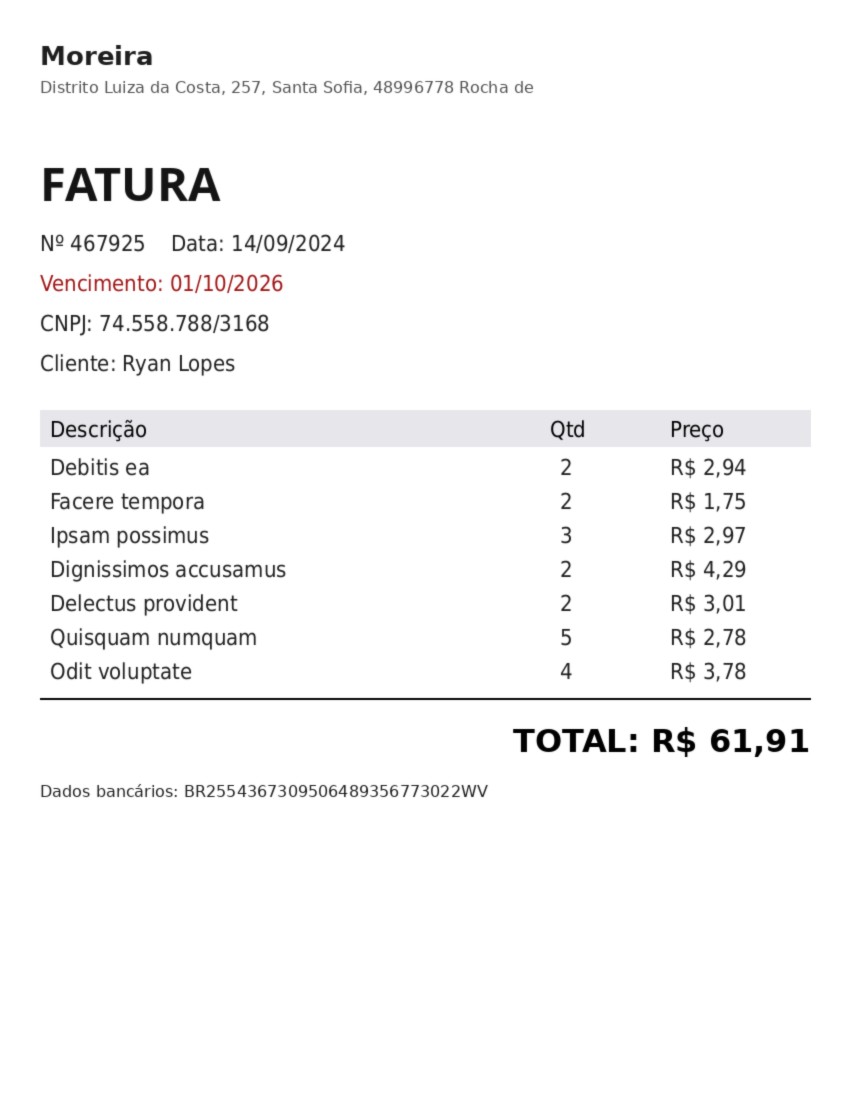 Moreira
Distrito Luiza da Costa, 257, Santa Sofia, 48996778 Rocha de
FATURA
Nº 467925 Data: 14/09/2024
Vencimento: 01/10/2026
CNPJ: 74.558.788/3168
Cliente: Ryan Lopes
Descrição Qtd Preço
Debitis ea 2 R$ 2,94
Facere tempora 2 R$ 1,75
Ipsam possimus 3 R$ 2,97
Dignissimos accusamus 2 R$ 4,29
Delectus provident 2 R$ 3,01
Quisquam numquam 5 R$ 2,78
Odit voluptate 4 R$ 3,78
TOTAL: R$ 61,91
Dados bancários: BR2554367309506489356773022WV